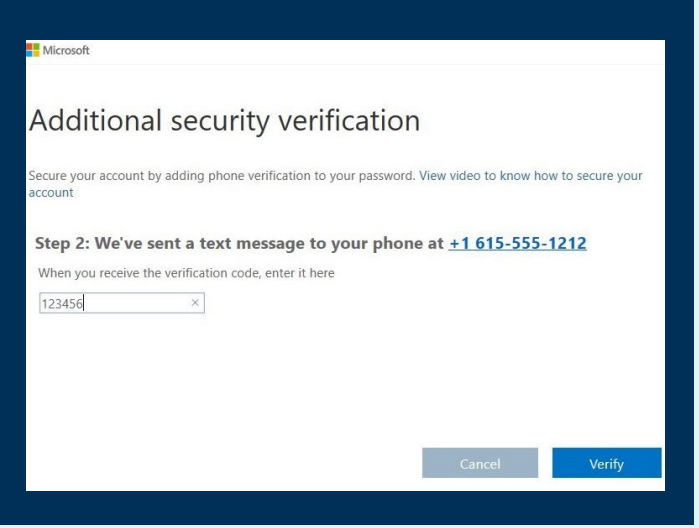 Microsoft
Additional security verification
Secure your account by adding phone verification to your password. View video to know how to secure your
account
Step 2: We've sent a text message to your phone at +1 615-555-1212
When you receive the verification code, enter it here
123456
Cancel
Verify